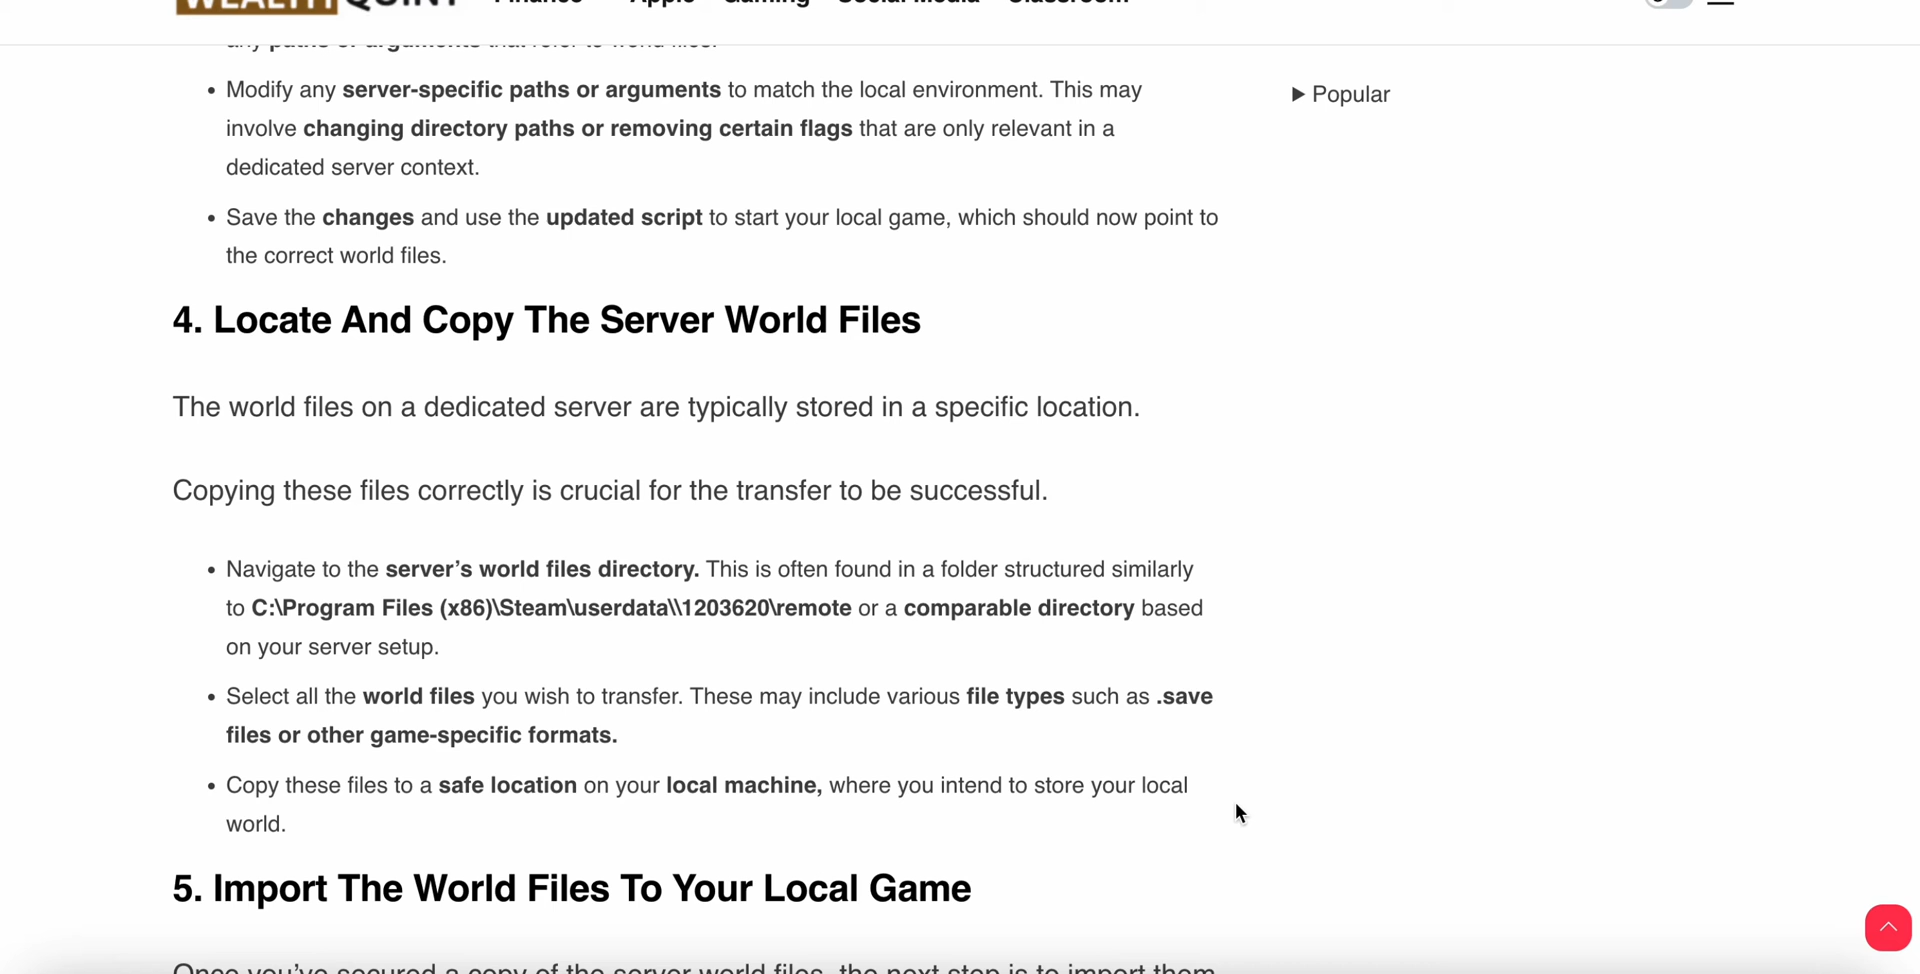 WEALTH QUINT Finance Apple Gaming Social Media Classroom
any paths or arguments that refer to world files.
• Modify any server-specific paths or arguments to match the local environment. This may
involve changing directory paths or removing certain flags that are only relevant in a
dedicated server context.
• Save the changes and use the updated script to start your local game, which should now point to
the correct world files.
▶ Popular
4. Locate And Copy The Server World Files
The world files on a dedicated server are typically stored in a specific location.
Copying these files correctly is crucial for the transfer to be successful.
• Navigate to the server’s world files directory. This is often found in a folder structured similarly
to C:\Program Files (x86)\Steam\userdata\\1203620\remote or a comparable directory based
on your server setup.
• Select all the world files you wish to transfer. These may include various file types such as .save
files or other game-specific formats.
• Copy these files to a safe location on your local machine, where you intend to store your local
world.
5. Import The World Files To Your Local Game
Once you’ve secured a copy of the server world files, the next step is to import them